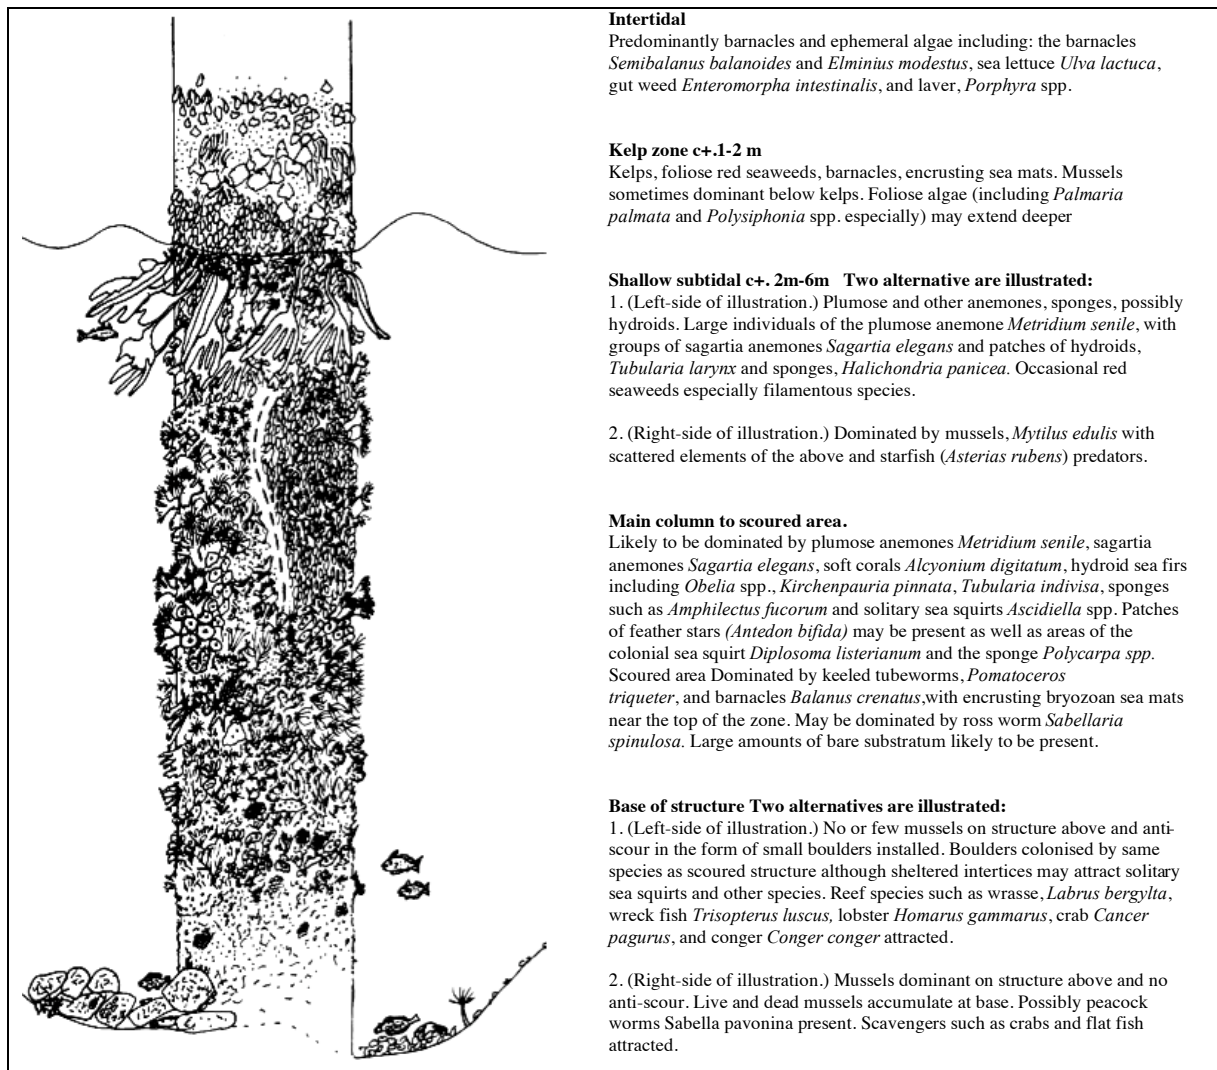 Intertidal
Predominantly barnacles and ephemeral algae including: the barnacles
Semibalanus balanoides and Elminius modestus, sea lettuce Ulva lactuca,
gut weed Enteromorpha intestinalis, and laver, Porphyra spp.
Kelp zone c+.1-2 m
Kelps, foliose red seaweeds, barnacles, encrusting sea mats. Mussels
sometimes dominant below kelps. Foliose algae (including Palmaria
palmata and Polysiphonia spp. especially) may extend deeper
Shallow subtidal c+. 2m-6m   Two alternative are illustrated:
1. (Left-side of illustration.) Plumose and other anemones, sponges, possibly
hydroids. Large individuals of the plumose anemone Metridium senile, with
groups of sagartia anemones Sagartia elegans and patches of hydroids,
Tubularia larynx and sponges, Halichondria panicea. Occasional red
seaweeds especially filamentous species.
2. (Right-side of illustration.) Dominated by mussels, Mytilus edulis with
scattered elements of the above and starfish (Asterias rubens) predators.
Main column to scoured area.
Likely to be dominated by plumose anemones Metridium senile, sagartia
anemones Sagartia elegans, soft corals Alcyonium digitatum, hydroid sea firs
including Obelia spp., Kirchenpauria pinnata, Tubularia indivisa, sponges
such as Amphilectus fucorum and solitary sea squirts Ascidiella spp. Patches
of feather stars (Antedon bifida) may be present as well as areas of the
colonial sea squirt Diplosoma listerianum and the sponge Polycarpa spp.
Scoured area Dominated by keeled tubeworms, Pomatoceros
triqueter, and barnacles Balanus crenatus,with encrusting bryozoan sea mats
near the top of the zone. May be dominated by ross worm Sabellaria
spinulosa. Large amounts of bare substratum likely to be present.
Base of structure Two alternatives are illustrated:
1. (Left-side of illustration.) No or few mussels on structure above and anti-
scour in the form of small boulders installed. Boulders colonised by same
species as scoured structure although sheltered intertices may attract solitary
sea squirts and other species. Reef species such as wrasse, Labrus bergylta,
wreck fish Trisopterus luscus, lobster Homarus gammarus, crab Cancer
pagurus, and conger Conger conger attracted.
2. (Right-side of illustration.) Mussels dominant on structure above and no
anti-scour. Live and dead mussels accumulate at base. Possibly peacock
worms Sabella pavonina present. Scavengers such as crabs and flat fish
attracted.